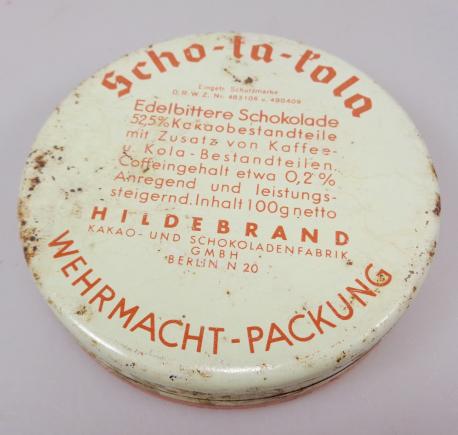 Scho-ka-kola
Eingetr. Schutzmarke
D.R.W.Z. Nr. 483106 u. 490409
Edelbittere Schokolade
52,5% Kakaobestandteile
mit Zusatz von Kaffee-
u. Kola-Bestandteilen.
Coffeingehalt etwa 0,2%
Anregend und leistungs-
steigernd. Inhalt 100g netto
HILDEBRAND
KAKAO- UND SCHOKOLADENFABRIK
GMBH
BERLIN N 20
WEHRMACHT-PACKUNG